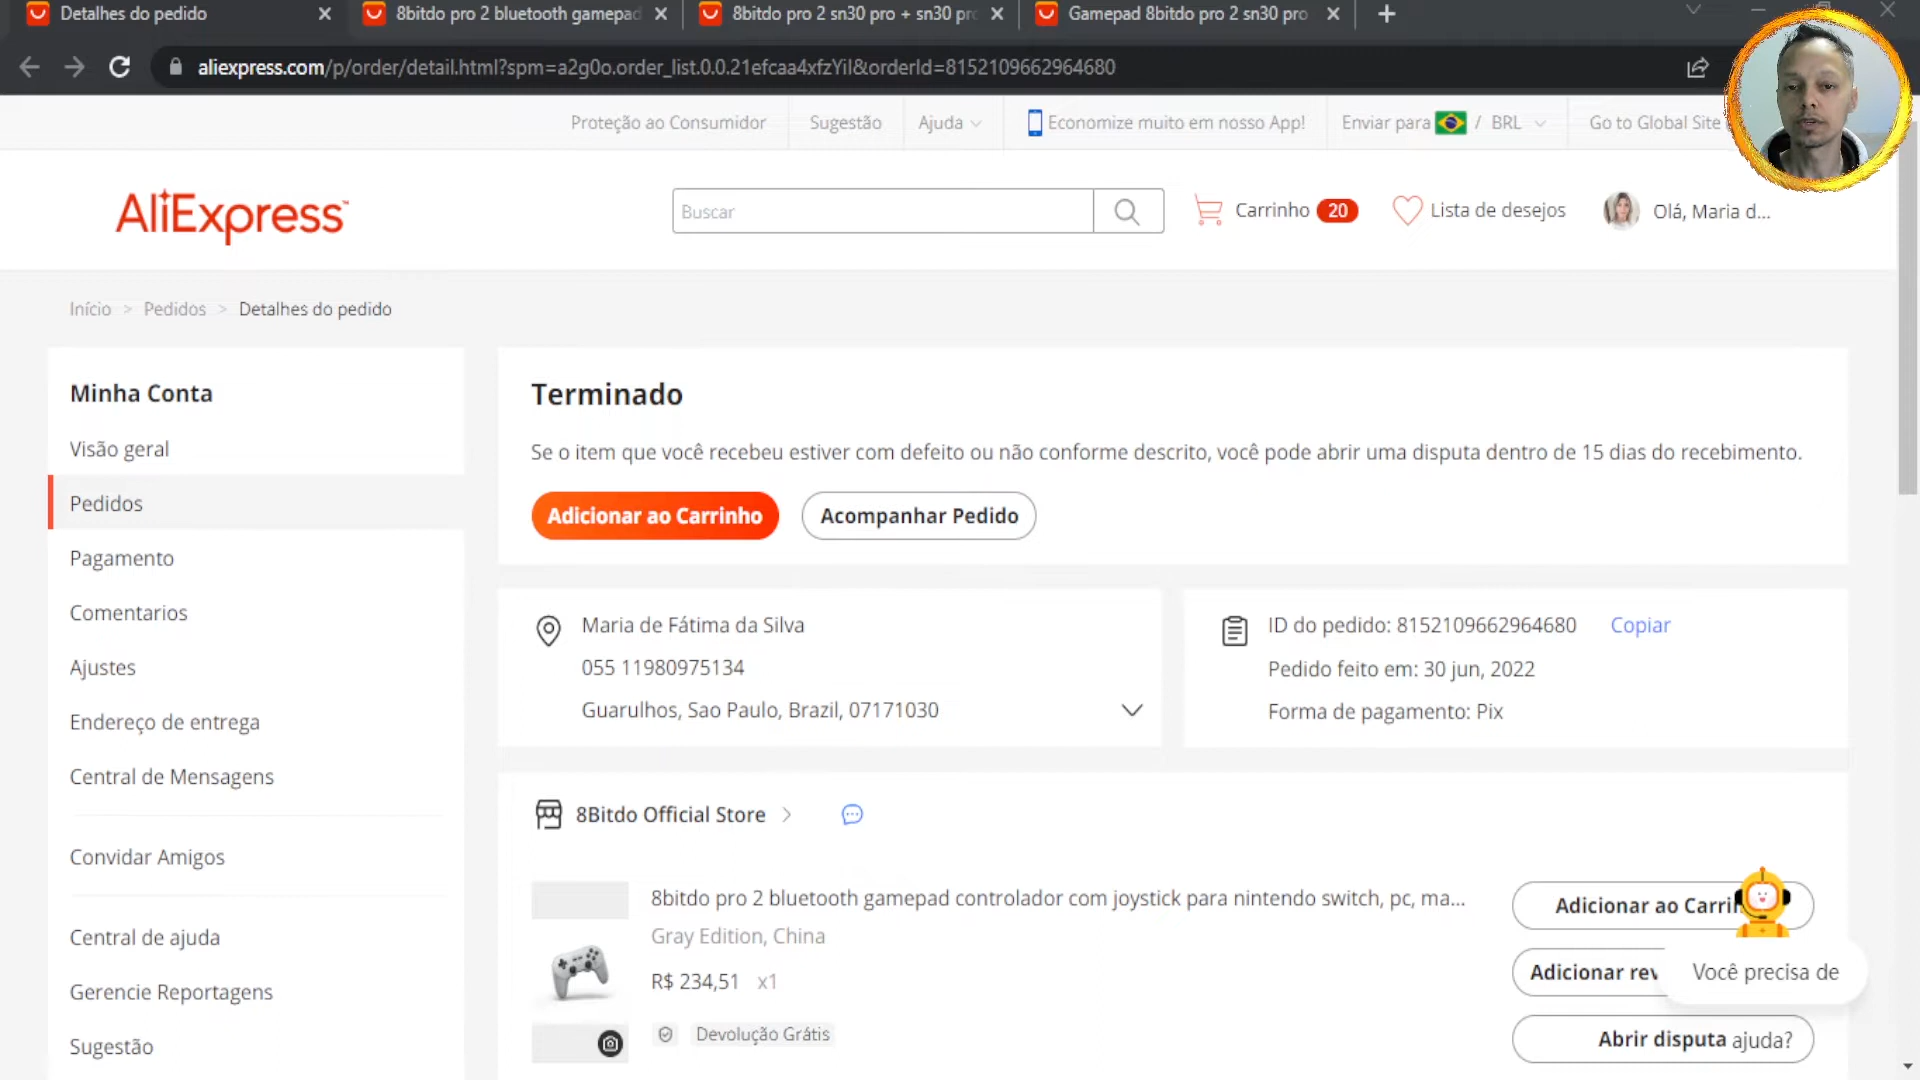 Detalhes do pedido
8bitdo pro 2 bluetooth gamepad
8bitdo pro 2 sn30 pro + sn30 pro
Gamepad 8bitdo pro 2 sn30 pro
aliexpress.com/p/order/detail.html?spm=a2g0o.order_list.0.0.21efcaa4xfzYiI&orderId=8152109662964680
Proteção ao Consumidor
Sugestão
Ajuda
Economize muito em nosso App!
Enviar para / BRL
Go to Global Site
AliExpress
Buscar
Carrinho 20
Lista de desejos
Olá, Maria d...
Início > Pedidos > Detalhes do pedido
Minha Conta
Visão geral
Pedidos
Pagamento
Comentarios
Ajustes
Endereço de entrega
Central de Mensagens
Convidar Amigos
Central de ajuda
Gerencie Reportagens
Sugestão
Terminado
Se o item que você recebeu estiver com defeito ou não conforme descrito, você pode abrir uma disputa dentro de 15 dias do recebimento.
Adicionar ao Carrinho
Acompanhar Pedido
Maria de Fátima da Silva
055 11980975134
Guarulhos, Sao Paulo, Brazil, 07171030
ID do pedido: 8152109662964680 Copiar
Pedido feito em: 30 jun, 2022
Forma de pagamento: Pix
8Bitdo Official Store
8bitdo pro 2 bluetooth gamepad controlador com joystick para nintendo switch, pc, ma...
Gray Edition, China
R$ 234,51 x1
Devolução Grátis
Adicionar ao Carri
Adicionar rev
Você precisa de
Abrir disputa
ajuda?